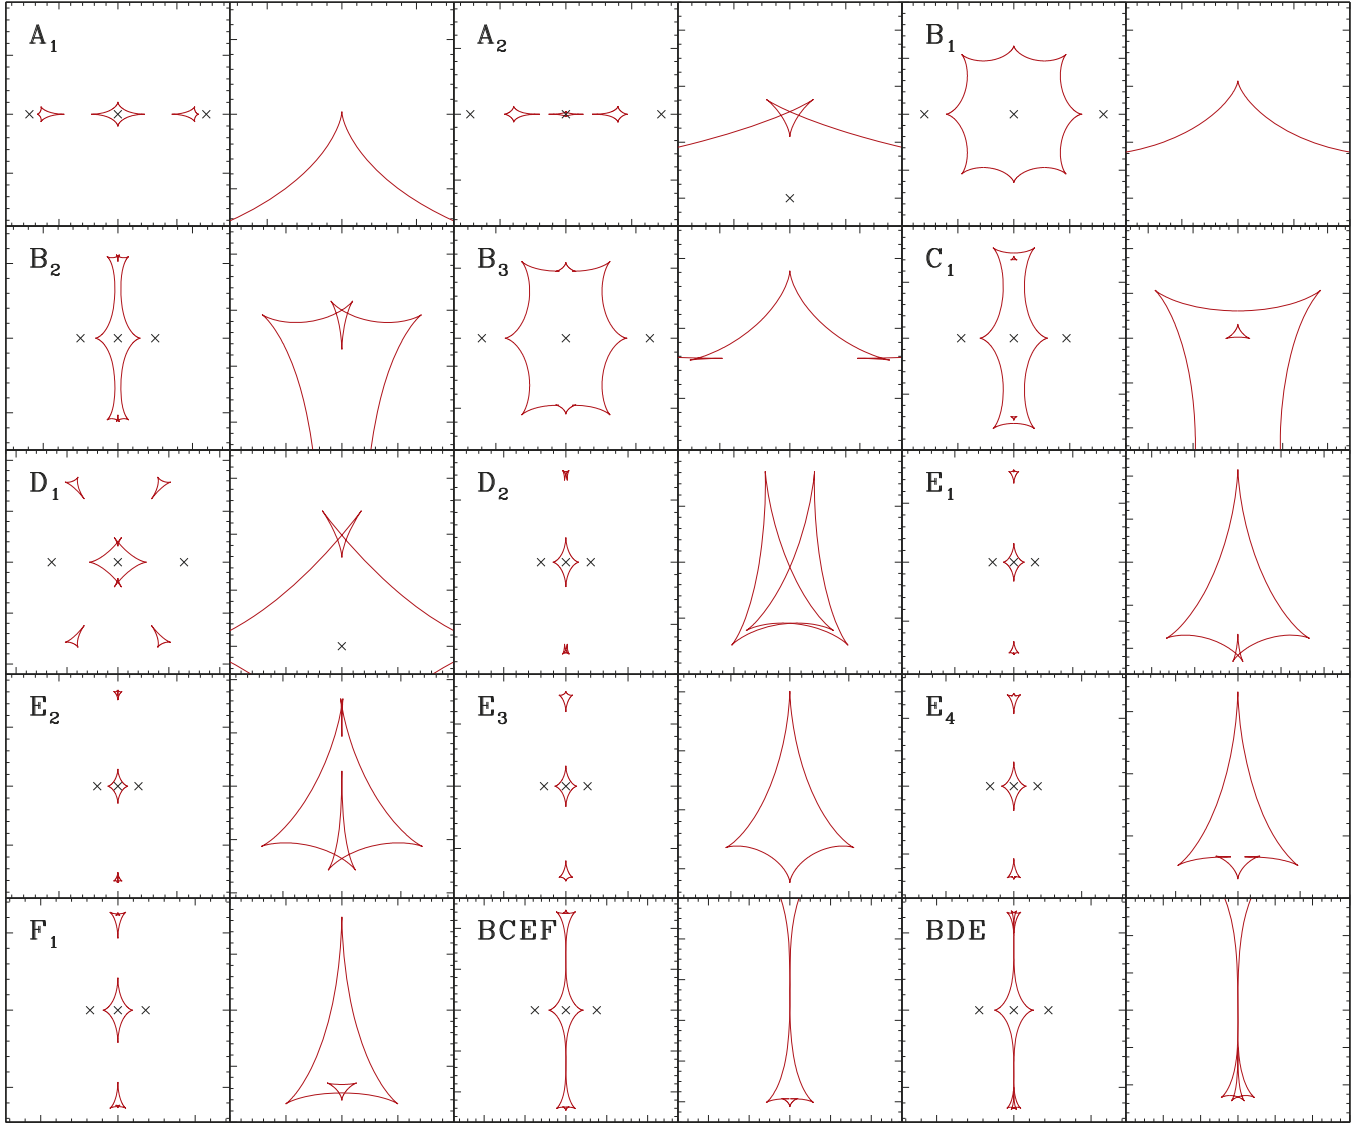 A₁ A₂ B₁
B₂ B₃ C₁
D₁ D₂ E₁
E₂ E₃ E₄
F₁ BCEF BDE